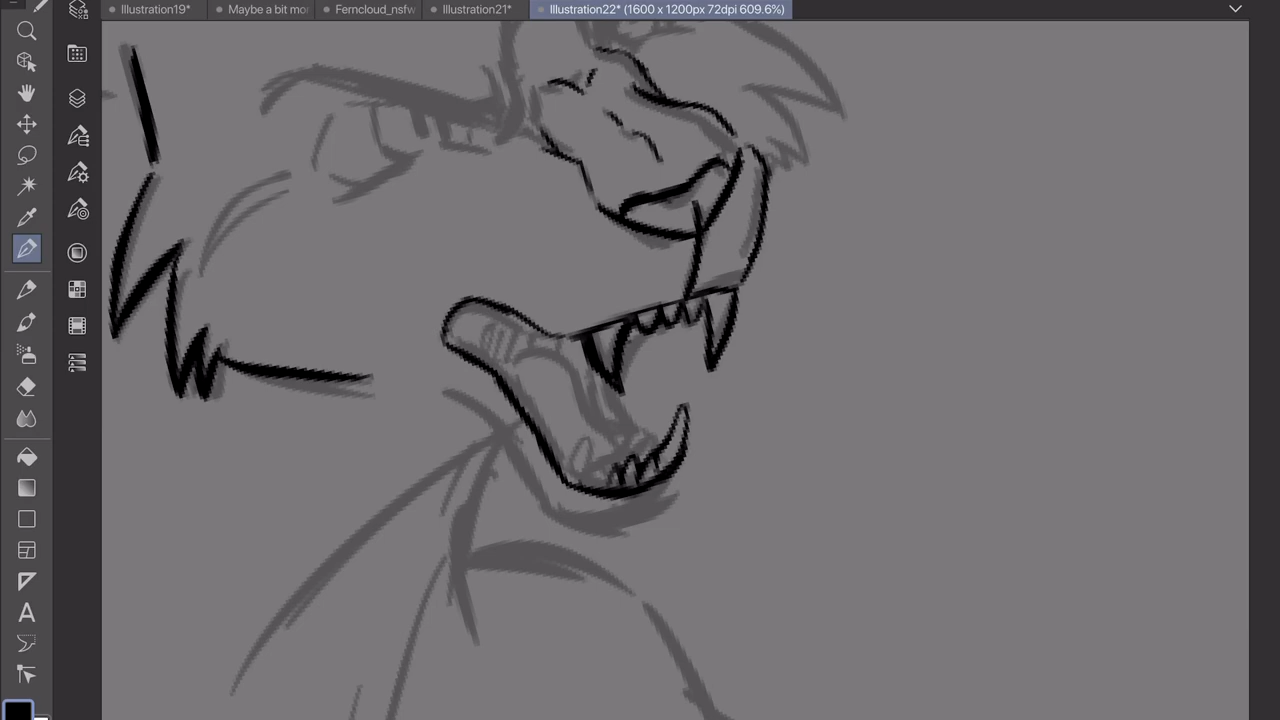 Illustration19*
Maybe a bit mo
Ferncloud_nsfw
Illustration21*
Illustration22* (1600 x 1200px 72dpi 609.6%)